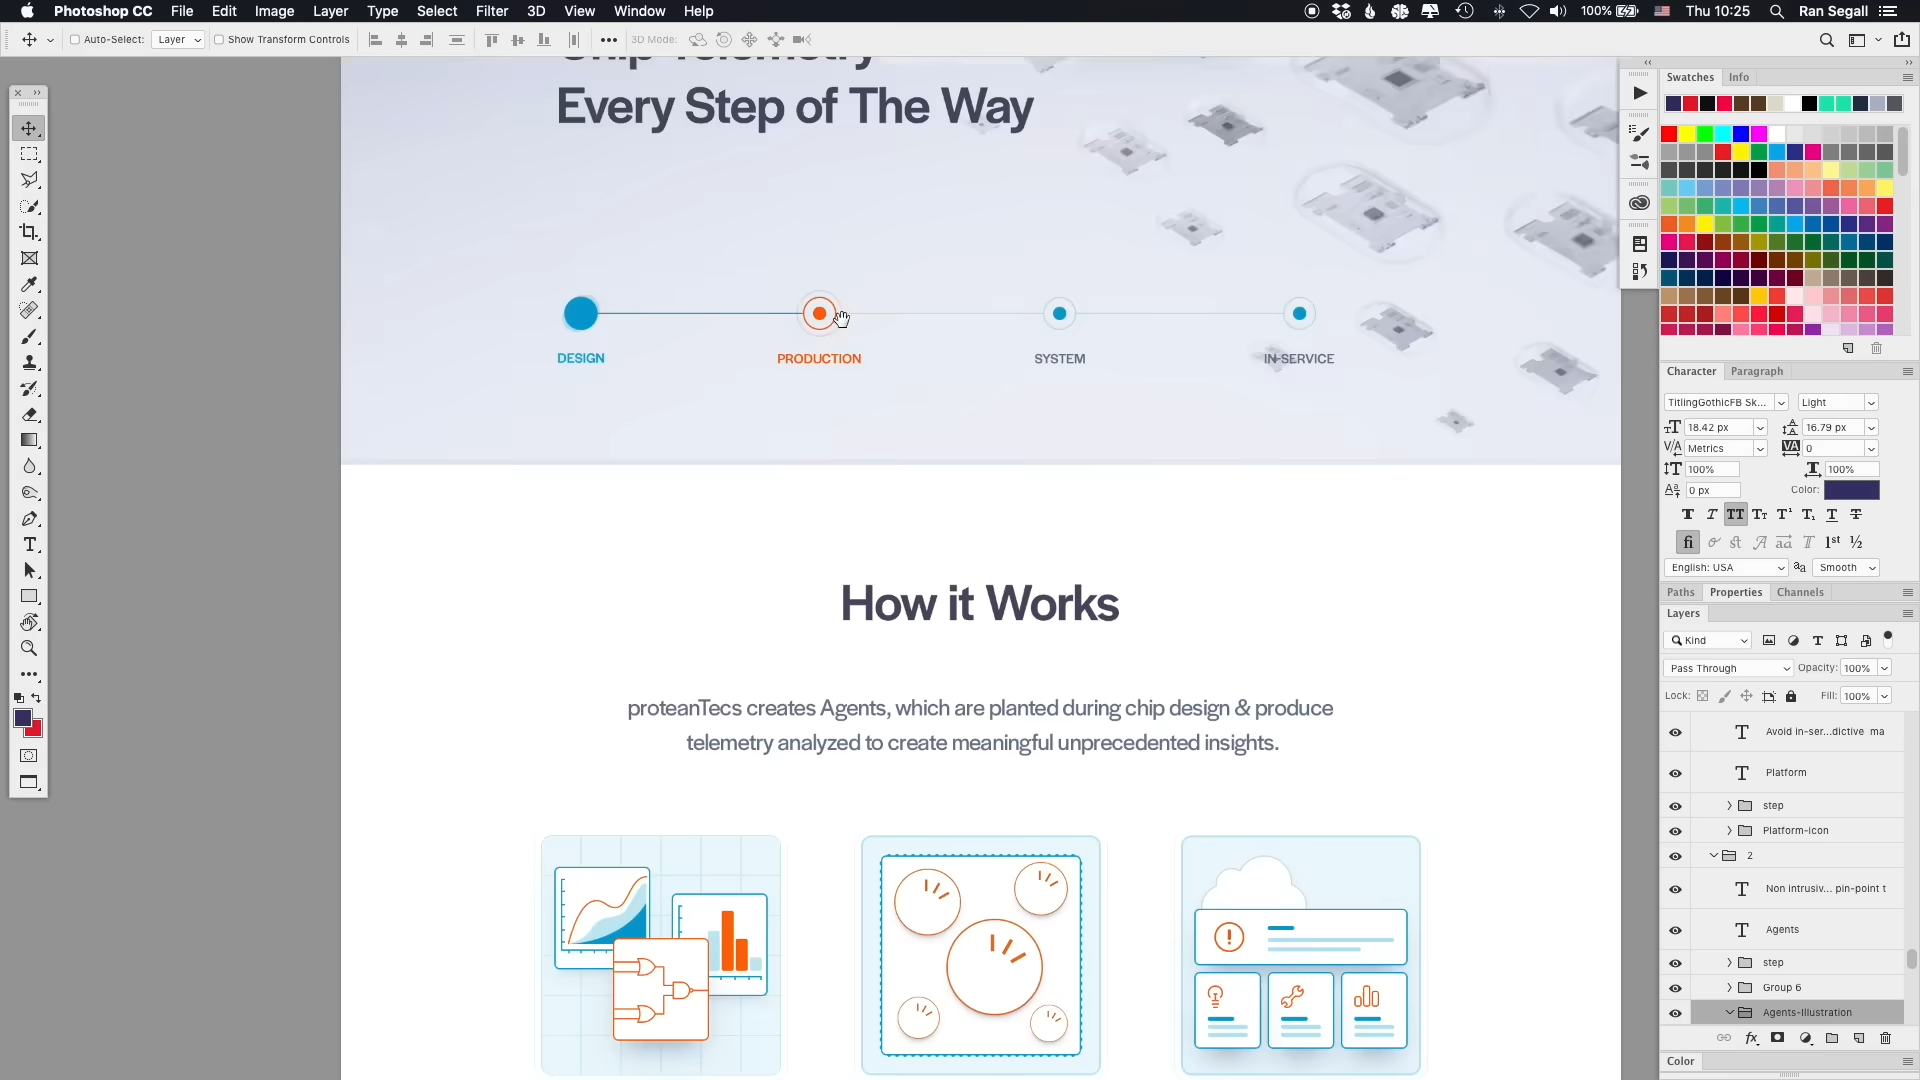 Photoshop CC File Edit Image Layer Type Select Filter 3D View Window Help
100% Thu 10:25 Ran Segall
Auto-Select: Layer Show Transform Controls 3D Mode:
Chip Telemetry
Every Step of The Way
DESIGN PRODUCTION SYSTEM IN-SERVICE
How it Works
proteanTecs creates Agents, which are planted during chip design & produce
telemetry analyzed to create meaningful unprecedented insights.
Swatches Info
Character Paragraph
TitlingGothicFB Sk... Light
18.42 px 16.79 px
Metrics 0
100% 100%
0 px Color:
English: USA Smooth
Paths Properties Channels
Layers
Kind
Pass Through Opacity: 100%
Lock: Fill: 100%
Avoid in-ser...dictive ma
Platform
step
Platform-icon
2
Non intrusiv... pin-point t
Agents
step
Group 6
Agents-Illustration
Color